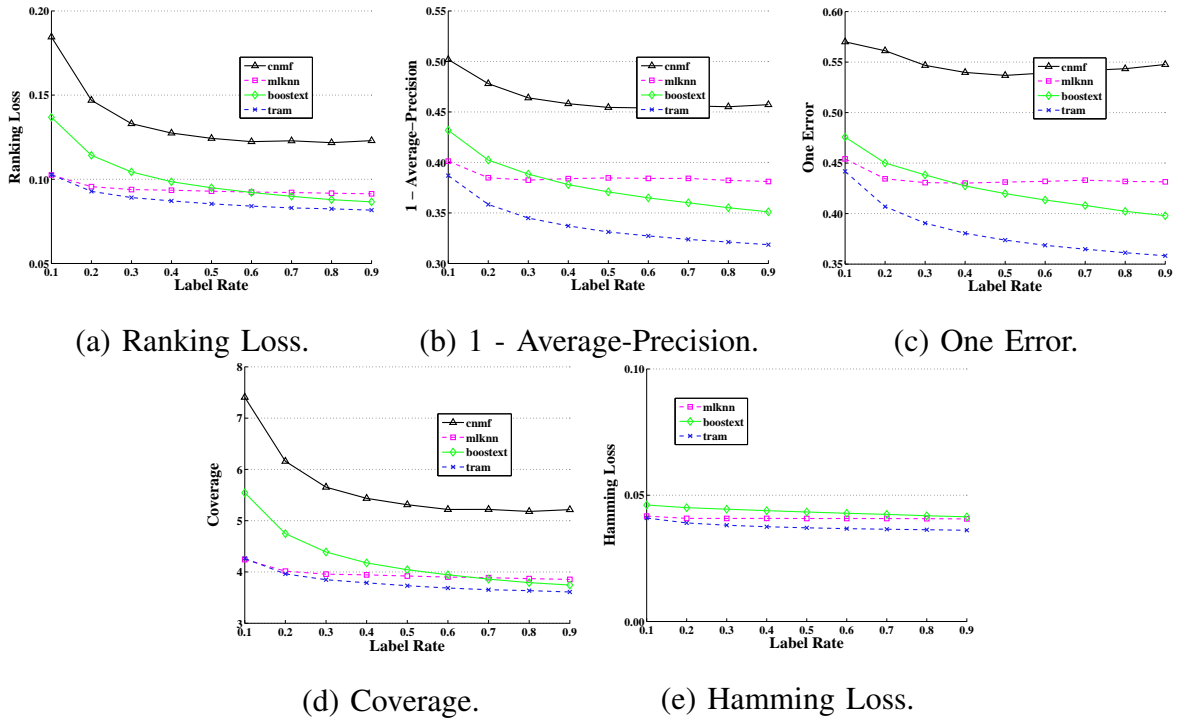 0.20
0.15
0.10
0.05
Ranking Loss
cnmf
mlknn
boostext
tram
0.1 0.2 0.3 0.4 0.5 0.6 0.7 0.8 0.9
Label Rate
(a) Ranking Loss.
0.55
0.50
0.45
0.40
0.35
0.30
1 − Average−Precision
cnmf
mlknn
boostext
tram
0.1 0.2 0.3 0.4 0.5 0.6 0.7 0.8 0.9
Label Rate
(b) 1 - Average-Precision.
0.60
0.55
0.50
0.45
0.40
0.35
One Error
cnmf
mlknn
boostext
tram
0.1 0.2 0.3 0.4 0.5 0.6 0.7 0.8 0.9
Label Rate
(c) One Error.
8
7
6
5
4
3
Coverage
cnmf
mlknn
boostext
tram
0.1 0.2 0.3 0.4 0.5 0.6 0.7 0.8 0.9
Label Rate
(d) Coverage.
0.10
0.05
0.00
Hamming Loss
mlknn
boostext
tram
0.1 0.2 0.3 0.4 0.5 0.6 0.7 0.8 0.9
Label Rate
(e) Hamming Loss.